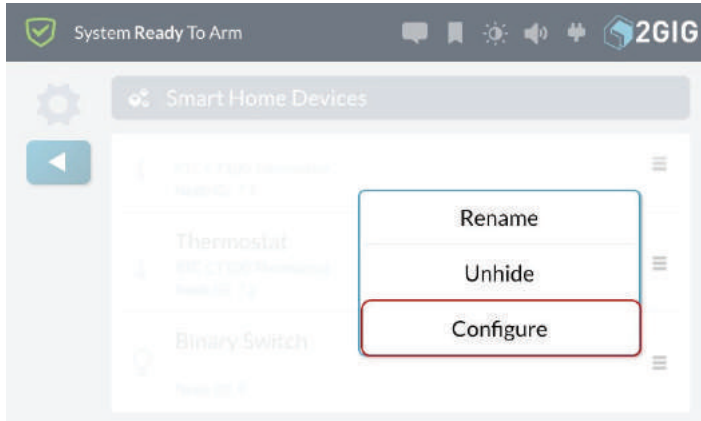 System Ready To Arm
2GIG
Smart Home Devices
Thermostat
Rename
Unhide
Configure
Binary Switch